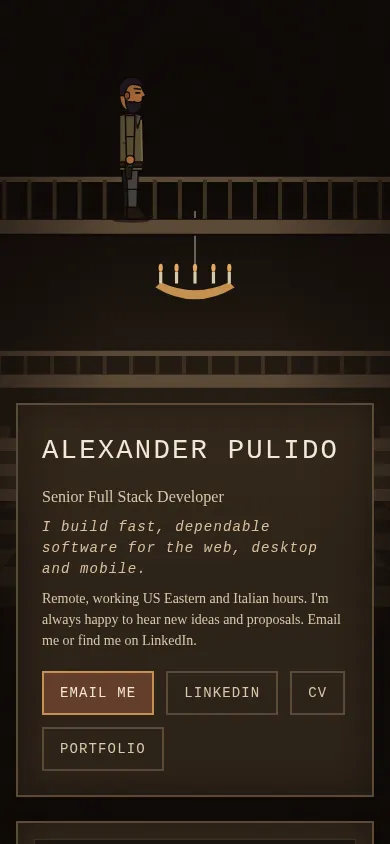 ALEXANDER PULIDO
Senior Full Stack Developer
I build fast, dependable
software for the web, desktop
and mobile.
Remote, working US Eastern and Italian hours. I'm
always happy to hear new ideas and proposals. Email
me or find me on LinkedIn.
EMAIL ME
LINKEDIN
CV
PORTFOLIO